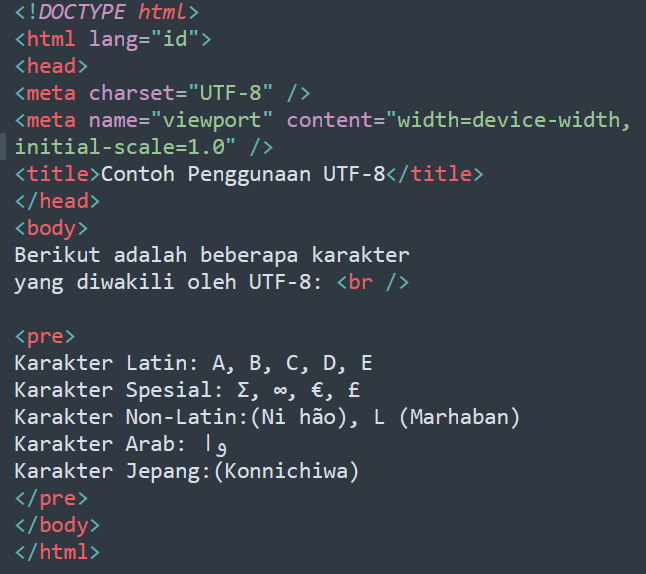 <!DOCTYPE html>
<html lang="id">
<head>
<meta charset="UTF-8" />
<meta name="viewport" content="width=device-width,
initial-scale=1.0" />
<title>Contoh Penggunaan UTF-8</title>
</head>
<body>
Berikut adalah beberapa karakter
yang diwakili oleh UTF-8: <br />
<pre>
Karakter Latin: A, B, C, D, E
Karakter Spesial: Σ, ∞, €, £
Karakter Non-Latin:(Ni hão), L (Marhaban)
Karakter Arab: وا
Karakter Jepang:(Konnichiwa)
</pre>
</body>
</html>